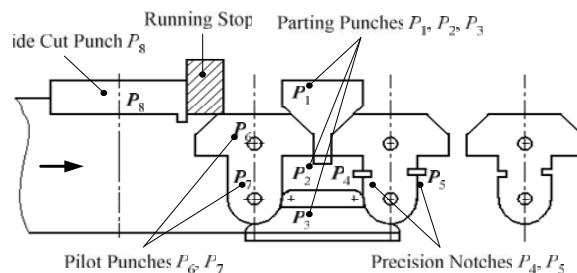 Running Stop
Parting Punches P1, P2, P3
ide Cut Punch P8
P8
P1
P6
P2
P4
P7
P5
P3
Pilot Punches P6, P7
Precision Notches P4, P5